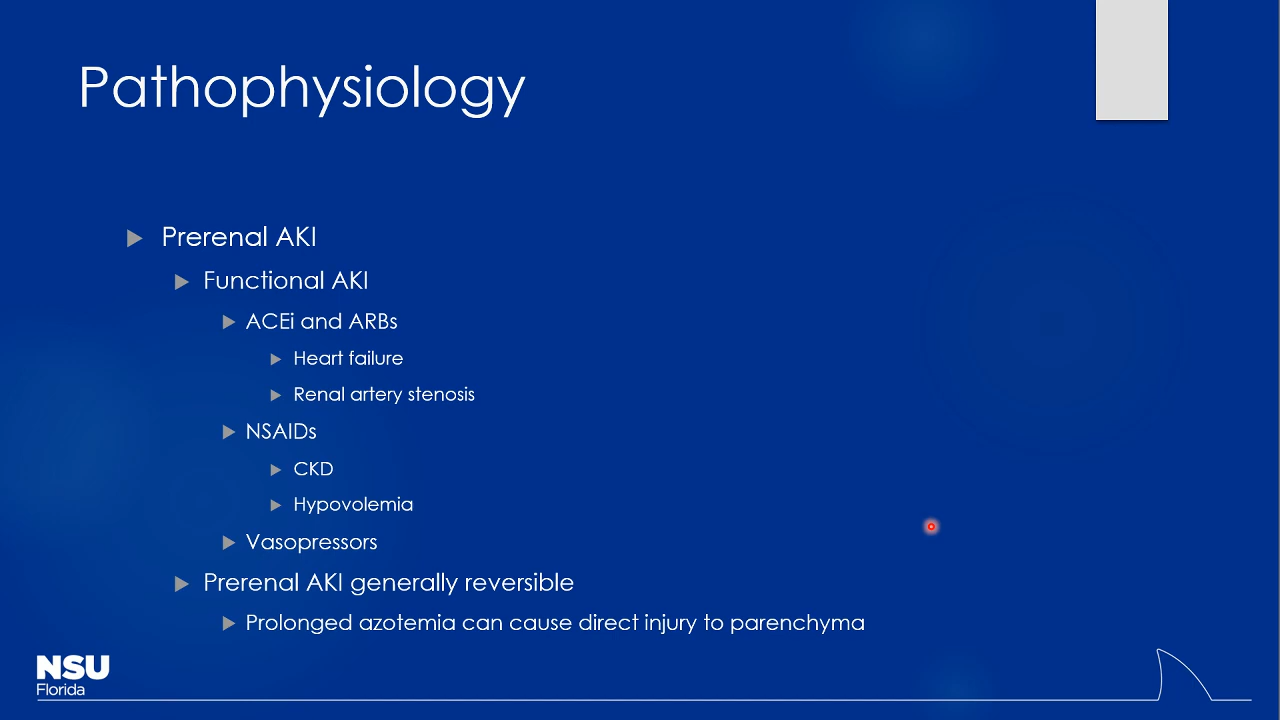 Pathophysiology
Prerenal AKI
Functional AKI
ACEi and ARBs
Heart failure
Renal artery stenosis
NSAIDs
CKD
Hypovolemia
Vasopressors
Prerenal AKI generally reversible
Prolonged azotemia can cause direct injury to parenchyma
NSU
Florida